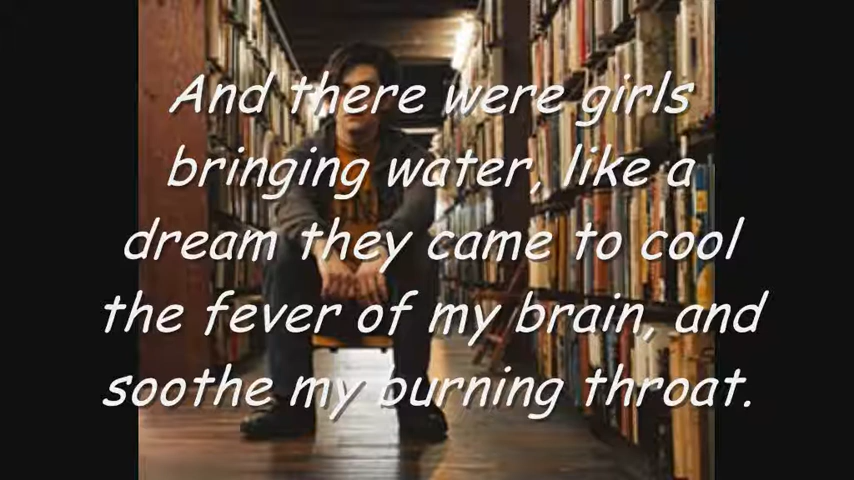 And there were girls
bringing water, like a
dream they came to cool
the fever of my brain, and
soothe my burning throat.